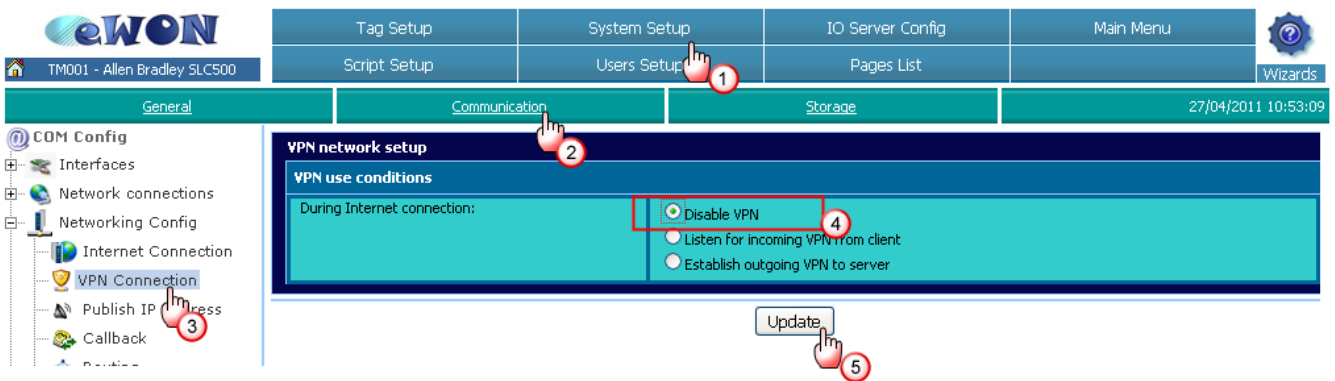 eWON
Tag Setup
System Setup
IO Server Config
Main Menu
TM001 - Allen Bradley SLC500
Script Setup
Users Setup
Pages List
Wizards
1
General
Communication
Storage
27/04/2011 10:53:09
2
COM Config
Interfaces
Network connections
Networking Config
Internet Connection
VPN Connection
Publish IP Address
Callback
Routing
3
VPN network setup
VPN use conditions
During Internet connection:
Disable VPN
4
Listen for incoming VPN from client
Establish outgoing VPN to server
Update
5